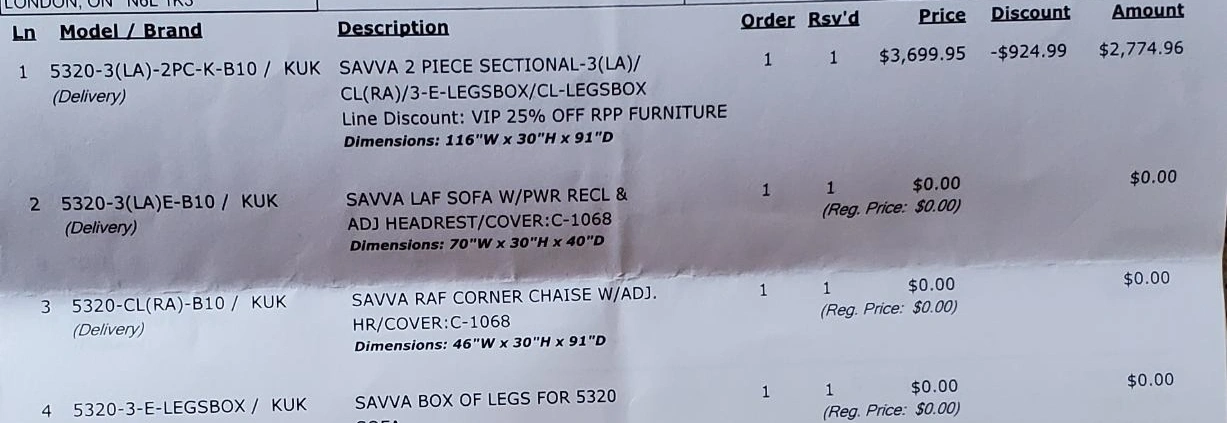 LONDON, ON N6L 1K3
Ln Model / Brand Description Order Rsv'd Price Discount Amount
1 5320-3(LA)-2PC-K-B10 / KUK SAVVA 2 PIECE SECTIONAL-3(LA)/ 1 1 $3,699.95 -$924.99 $2,774.96
(Delivery) CL(RA)/3-E-LEGSBOX/CL-LEGSBOX
Line Discount: VIP 25% OFF RPP FURNITURE
Dimensions: 116"W x 30"H x 91"D
2 5320-3(LA)E-B10 / KUK SAVVA LAF SOFA W/PWR RECL & 1 1 $0.00 $0.00
(Delivery) ADJ HEADREST/COVER:C-1068 (Reg. Price: $0.00)
Dimensions: 70"W x 30"H x 40"D
3 5320-CL(RA)-B10 / KUK SAVVA RAF CORNER CHAISE W/ADJ. 1 1 $0.00 $0.00
(Delivery) HR/COVER:C-1068 (Reg. Price: $0.00)
Dimensions: 46"W x 30"H x 91"D
4 5320-3-E-LEGSBOX / KUK SAVVA BOX OF LEGS FOR 5320 1 1 $0.00 $0.00
(Reg. Price: $0.00)